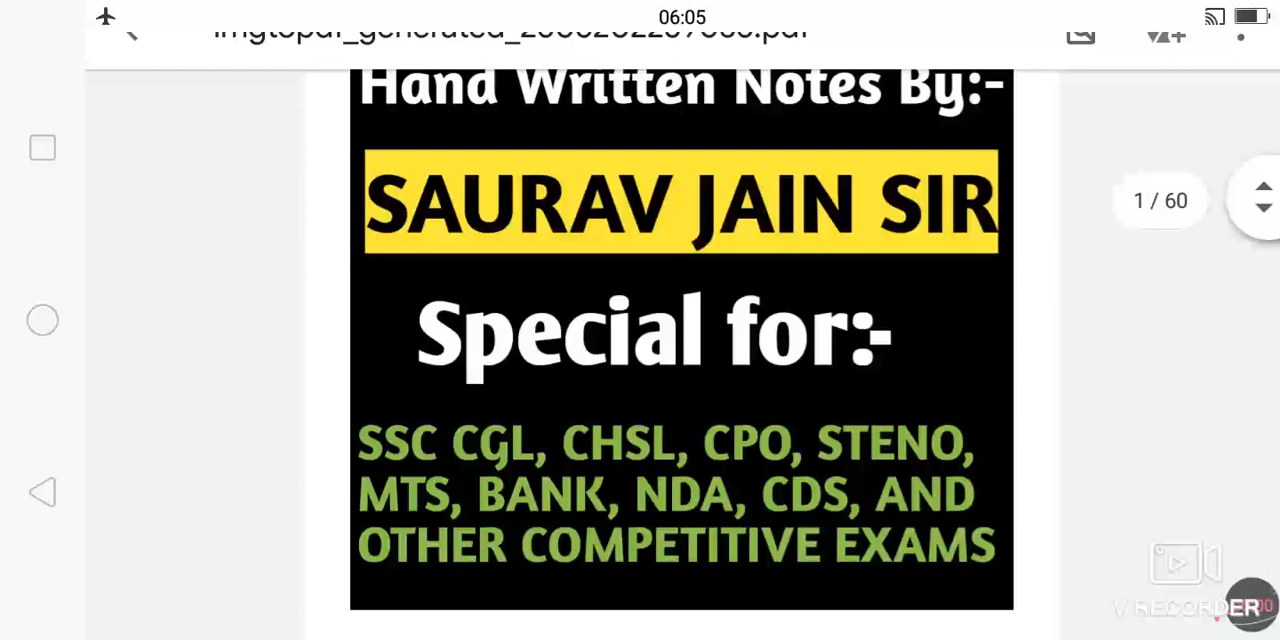 06:05
Hand Written Notes By:-
SAURAV JAIN SIR
1 / 60
Special for:-
SSC CGL, CHSL, CPO, STENO,
MTS, BANK, NDA, CDS, AND
OTHER COMPETITIVE EXAMS
V RECORDER